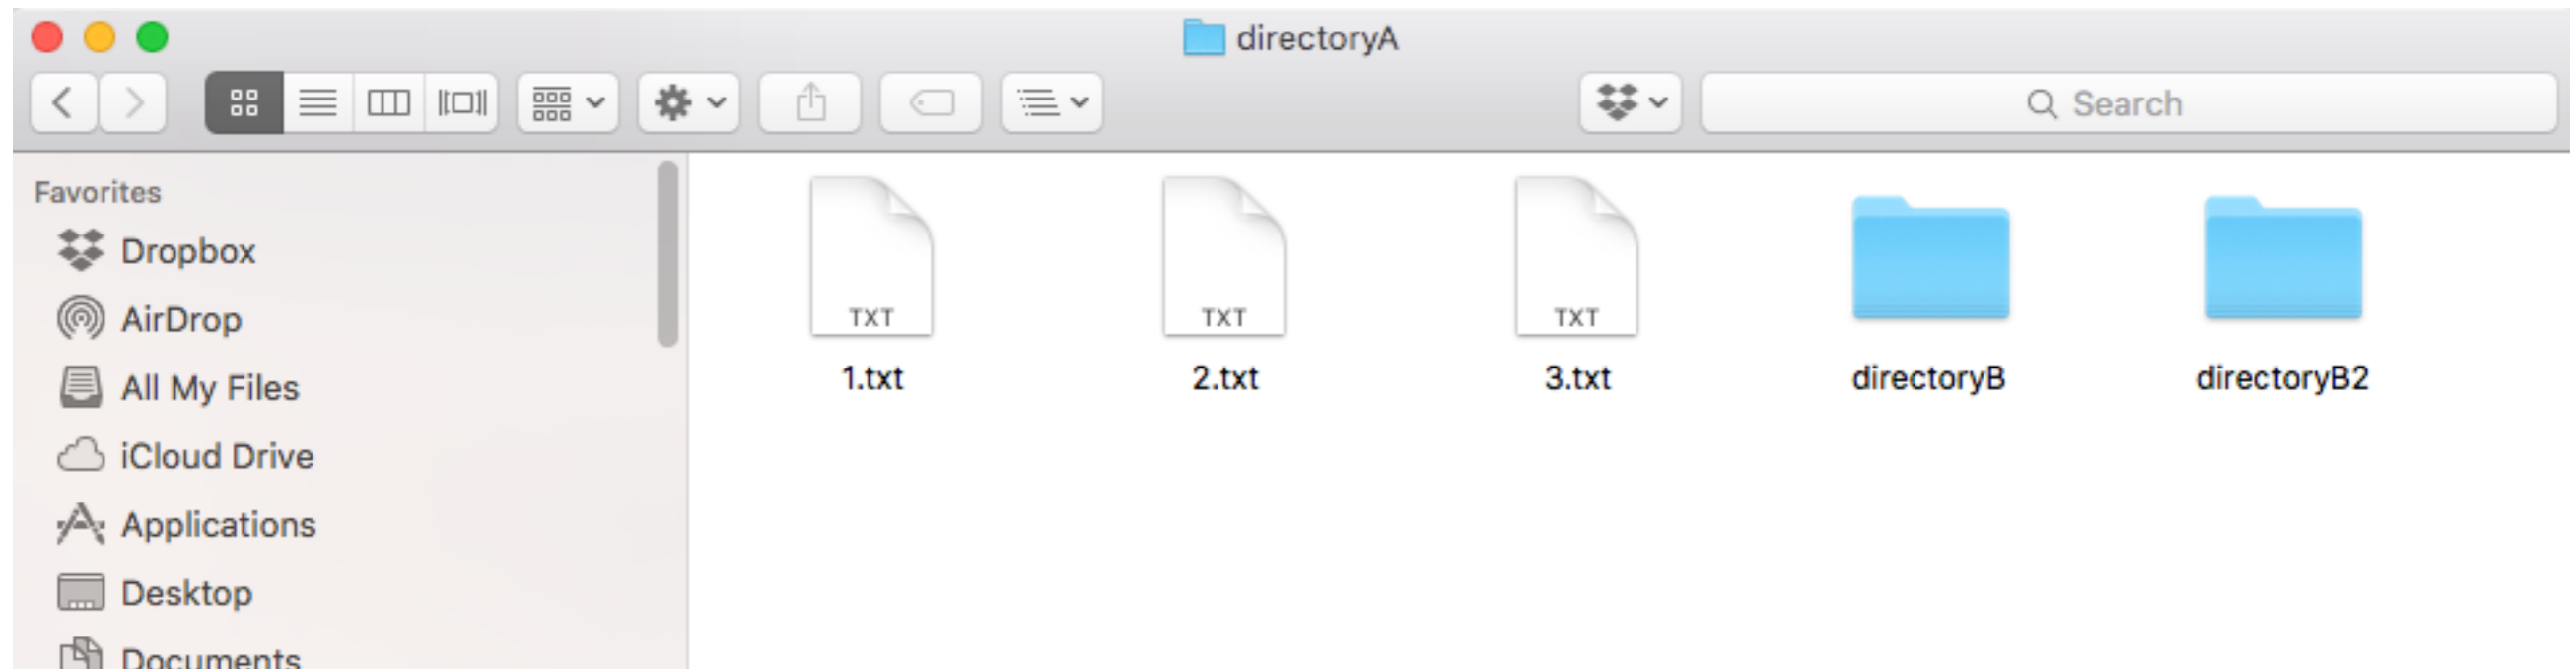 directoryA
Search
Favorites
Dropbox
AirDrop
All My Files
iCloud Drive
Applications
Desktop
Documents
TXT
TXT
TXT
1.txt
2.txt
3.txt
directoryB
directoryB2